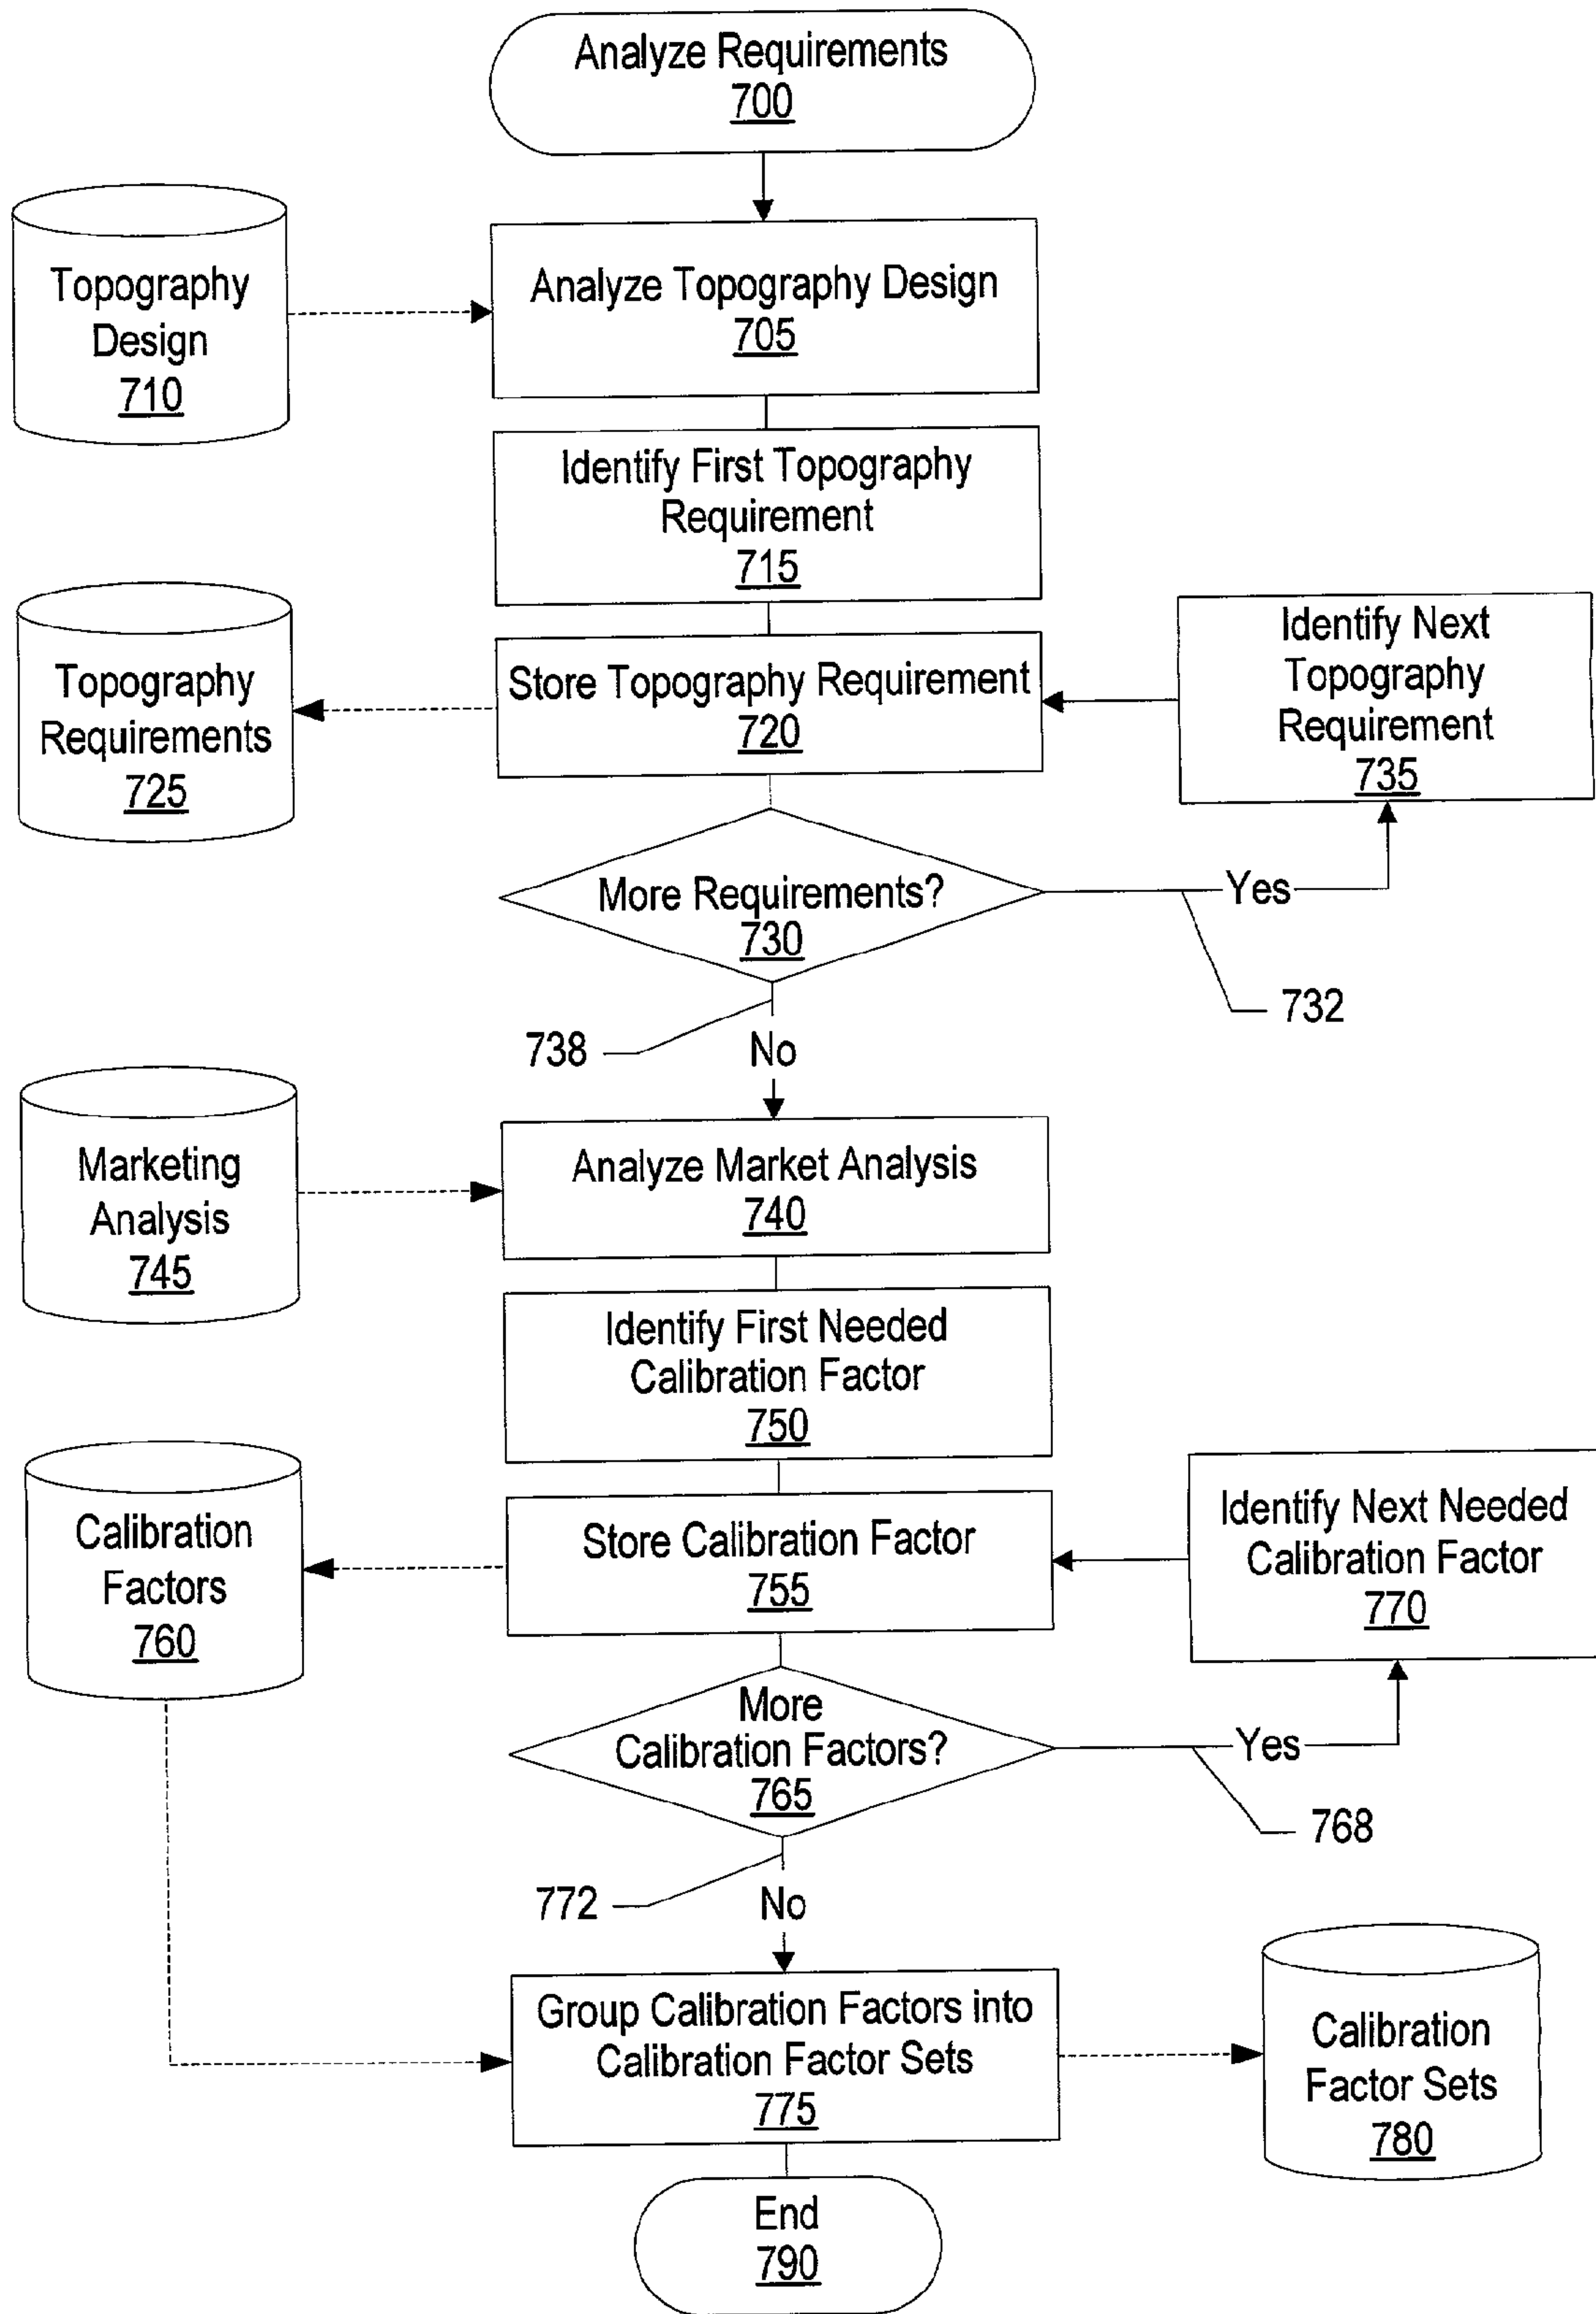 Analyze Requirements
700
Topography
Design
710
Analyze Topography Design
705
Identify First Topography
Requirement
715
Topography
Requirements
725
Store Topography Requirement
720
Identify Next
Topography
Requirement
735
More Requirements?
730
Yes
732
738
No
Marketing
Analysis
745
Analyze Market Analysis
740
Identify First Needed
Calibration Factor
750
Calibration
Factors
760
Store Calibration Factor
755
Identify Next Needed
Calibration Factor
770
More
Calibration Factors?
765
Yes
768
772
No
Group Calibration Factors into
Calibration Factor Sets
775
Calibration
Factor Sets
780
End
790